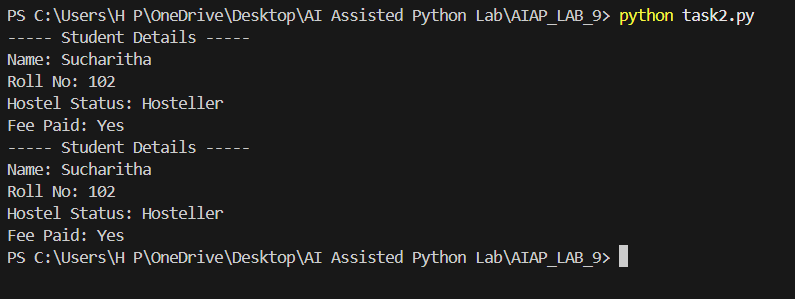 PS C:\Users\H P\OneDrive\Desktop\AI Assisted Python Lab\AIAP_LAB_9> python task2.py
----- Student Details -----
Name: Sucharitha
Roll No: 102
Hostel Status: Hosteller
Fee Paid: Yes
----- Student Details -----
Name: Sucharitha
Roll No: 102
Hostel Status: Hosteller
Fee Paid: Yes
PS C:\Users\H P\OneDrive\Desktop\AI Assisted Python Lab\AIAP_LAB_9>